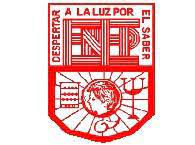 DESPERTAR
A LA LUZ POR
EL SABER
ENP